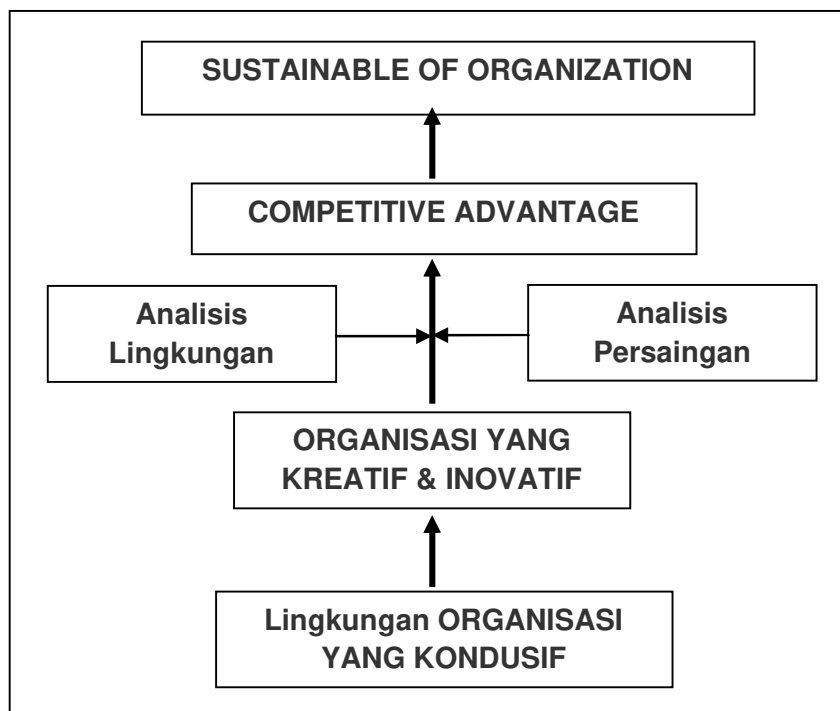 SUSTAINABLE OF ORGANIZATION
COMPETITIVE ADVANTAGE
Analisis
Lingkungan
Analisis
Persaingan
ORGANISASI YANG
KREATIF & INOVATIF
Lingkungan ORGANISASI
YANG KONDUSIF